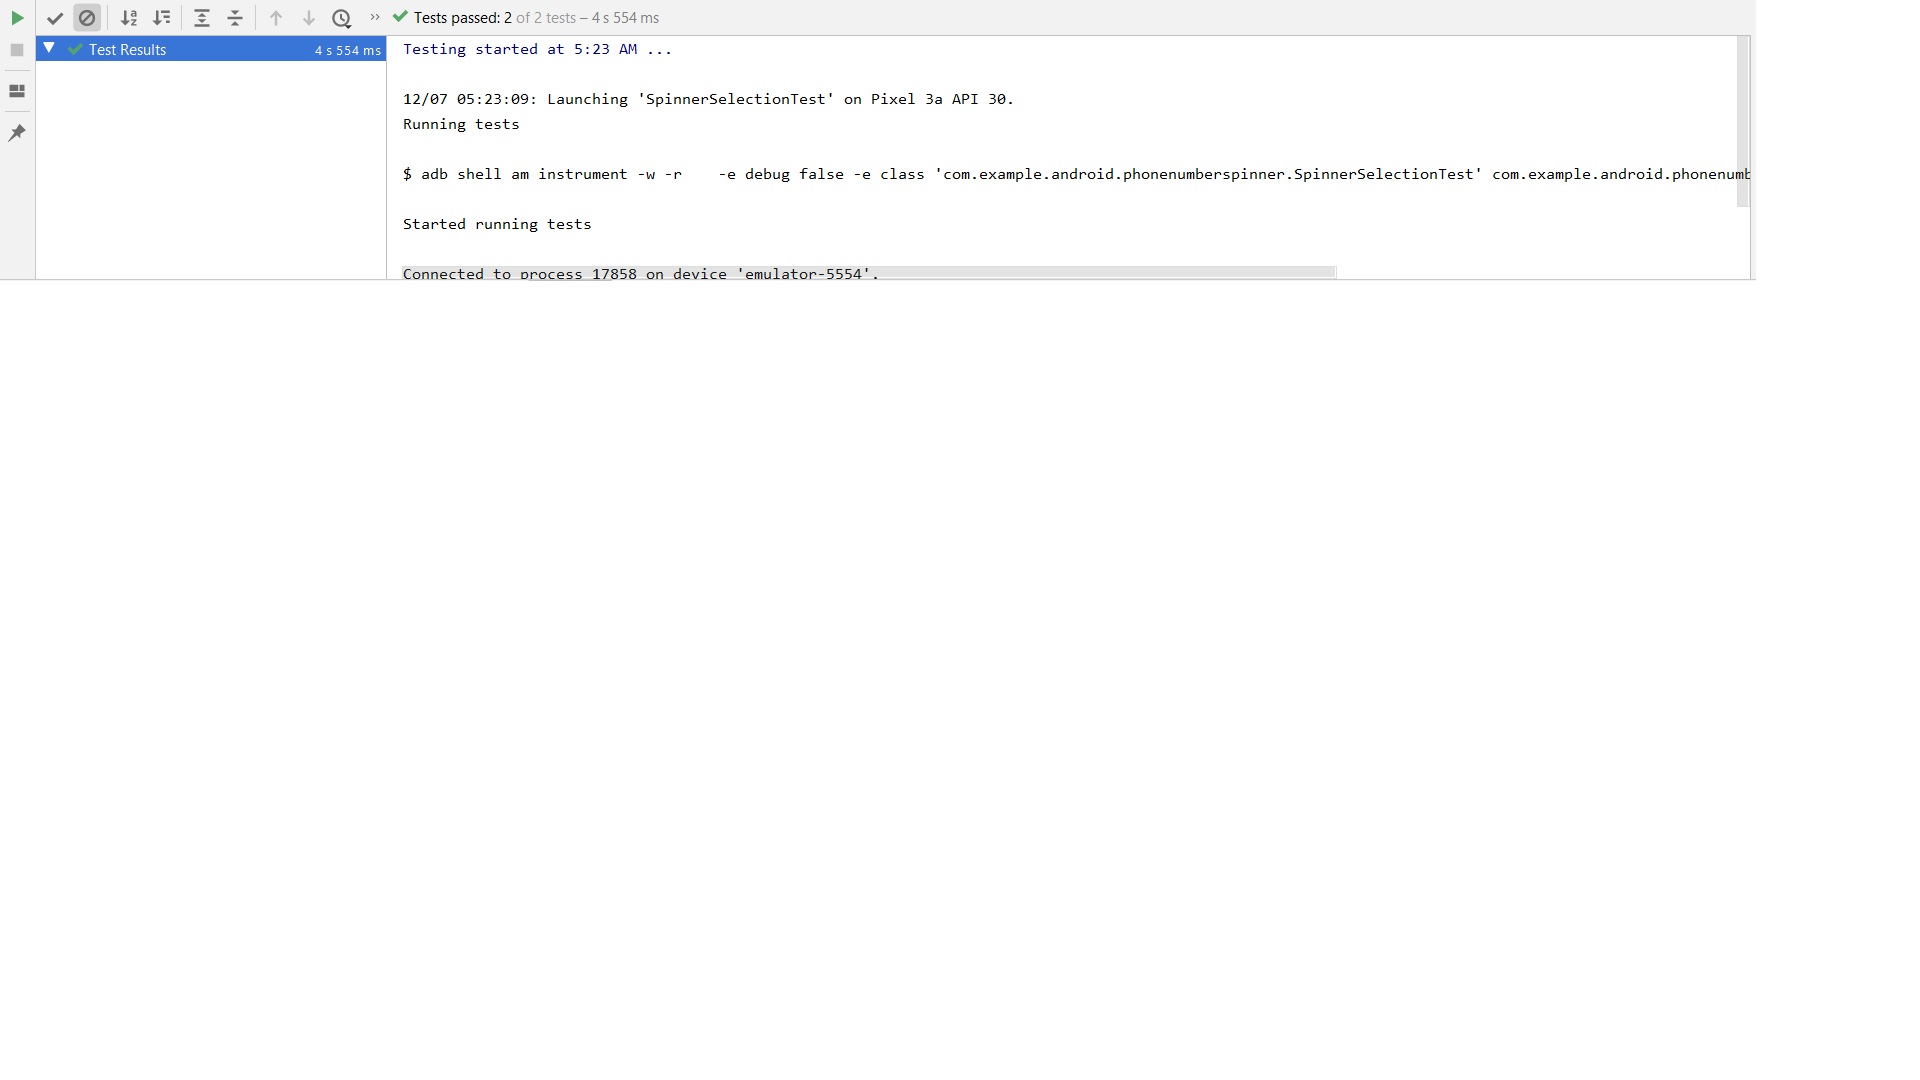 Tests passed: 2 of 2 tests – 4 s 554 ms
Test Results 4 s 554 ms
Testing started at 5:23 AM ...
12/07 05:23:09: Launching 'SpinnerSelectionTest' on Pixel 3a API 30.
Running tests
$ adb shell am instrument -w -r    -e debug false -e class 'com.example.android.phonenumberspinner.SpinnerSelectionTest' com.example.android.phonenumb
Started running tests
Connected to process 17858 on device 'emulator-5554'.